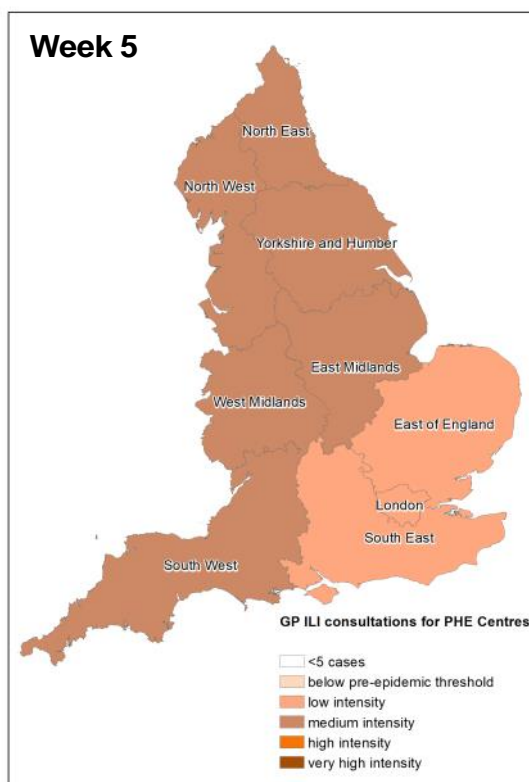 Week 5
North East
North West
Yorkshire and Humber
East Midlands
West Midlands
East of England
London
South East
South West
GP ILI consultations for PHE Centres
<5 cases
below pre-epidemic threshold
low intensity
medium intensity
high intensity
very high intensity